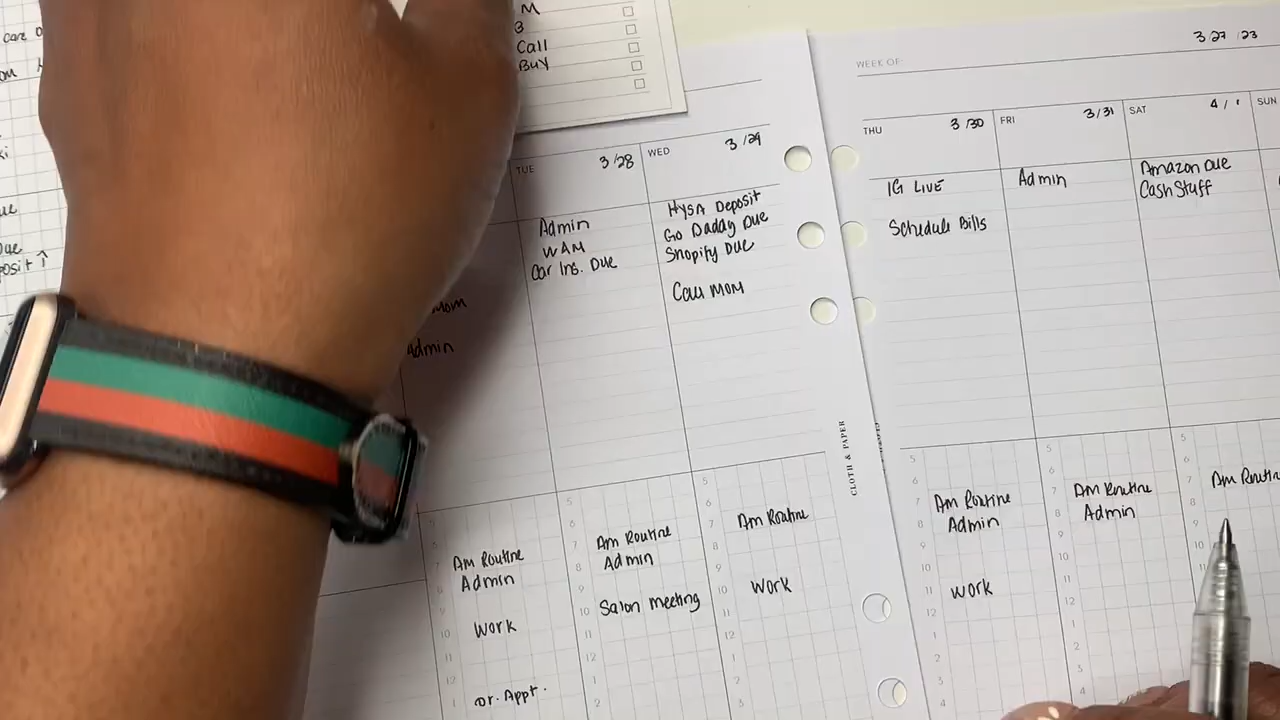 care
M
3
Call
Buy
3/27/23
WEEK OF:
TUE 3/28
WED 3/29
THU 3/30
FRI 3/31
SAT 4/1
SUN
Mom
Admin
Admin
WAM
Car Ins. Due
HYSA Deposit
Go Daddy Due
Shopify Due
Call Mom
IG LIVE
Schedule Bills
Admin
Amazon Due
Cash Stuff
CLOTH & PAPER
Am Routine
Admin
Work
Dr. Appt.
Am Routine
Admin
Salon Meeting
Am Routine
Work
Am Routine
Admin
Work
Am Routine
Admin
Am Routine